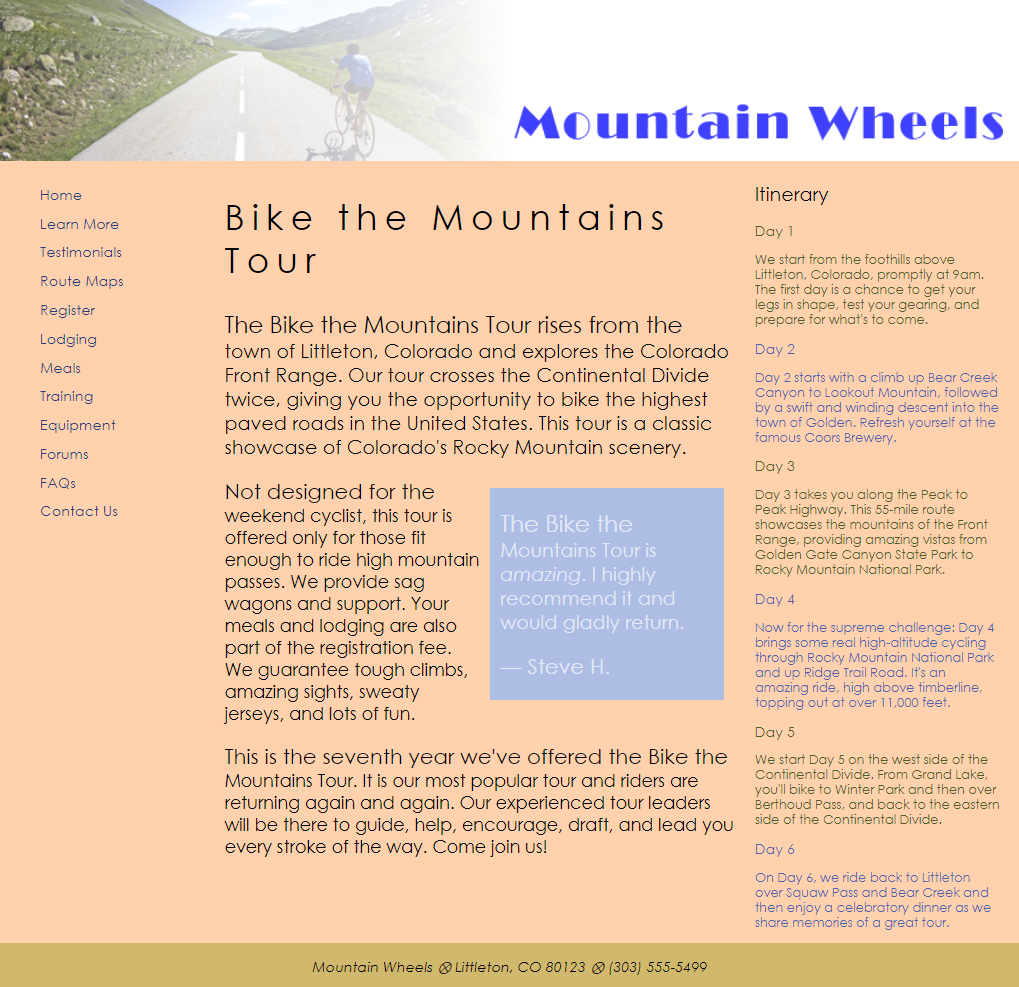 Mountain Wheels
Home
Learn More
Testimonials
Route Maps
Register
Lodging
Meals
Training
Equipment
Forums
FAQs
Contact Us
Bike the Mountains
Tour
The Bike the Mountains Tour rises from the
town of Littleton, Colorado and explores the Colorado
Front Range. Our tour crosses the Continental Divide
twice, giving you the opportunity to bike the highest
paved roads in the United States. This tour is a classic
showcase of Colorado's Rocky Mountain scenery.
Not designed for the
weekend cyclist, this tour is
offered only for those fit
enough to ride high mountain
passes. We provide sag
wagons and support. Your
meals and lodging are also
part of the registration fee.
We guarantee tough climbs,
amazing sights, sweaty
jerseys, and lots of fun.
The Bike the
Mountains Tour is
amazing. I highly
recommend it and
would gladly return.
— Steve H.
This is the seventh year we've offered the Bike the
Mountains Tour. It is our most popular tour and riders are
returning again and again. Our experienced tour leaders
will be there to guide, help, encourage, draft, and lead you
every stroke of the way. Come join us!
Itinerary
Day 1
We start from the foothills above
Littleton, Colorado, promptly at 9am.
The first day is a chance to get your
legs in shape, test your gearing, and
prepare for what's to come.
Day 2
Day 2 starts with a climb up Bear Creek
Canyon to Lookout Mountain, followed
by a swift and winding descent into the
town of Golden. Refresh yourself at the
famous Coors Brewery.
Day 3
Day 3 takes you along the Peak to
Peak Highway. This 55-mile route
showcases the mountains of the Front
Range, providing amazing vistas from
Golden Gate Canyon State Park to
Rocky Mountain National Park.
Day 4
Now for the supreme challenge: Day 4
brings some real high-altitude cycling
through Rocky Mountain National Park
and up Ridge Trail Road. It's an
amazing ride, high above timberline,
topping out at over 11,000 feet.
Day 5
We start Day 5 on the west side of the
Continental Divide. From Grand Lake,
you'll bike to Winter Park and then over
Berthoud Pass, and back to the eastern
side of the Continental Divide.
Day 6
On Day 6, we ride back to Littleton
over Squaw Pass and Bear Creek and
then enjoy a celebratory dinner as we
share memories of a great tour.
Mountain Wheels ⊗ Littleton, CO 80123 ⊗ (303) 555-5499